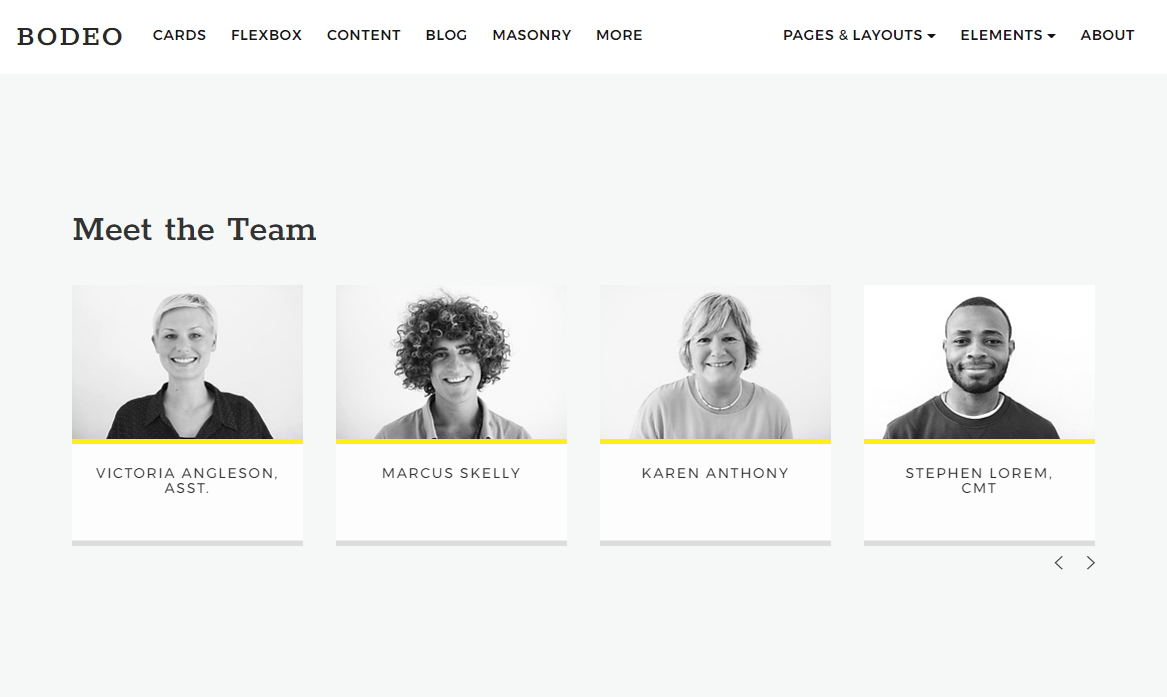 BODEO CARDS FLEXBOX CONTENT BLOG MASONRY MORE PAGES & LAYOUTS ELEMENTS ABOUT
Meet the Team
VICTORIA ANGLESON,
ASST.
MARCUS SKELLY
KAREN ANTHONY
STEPHEN LOREM,
CMT